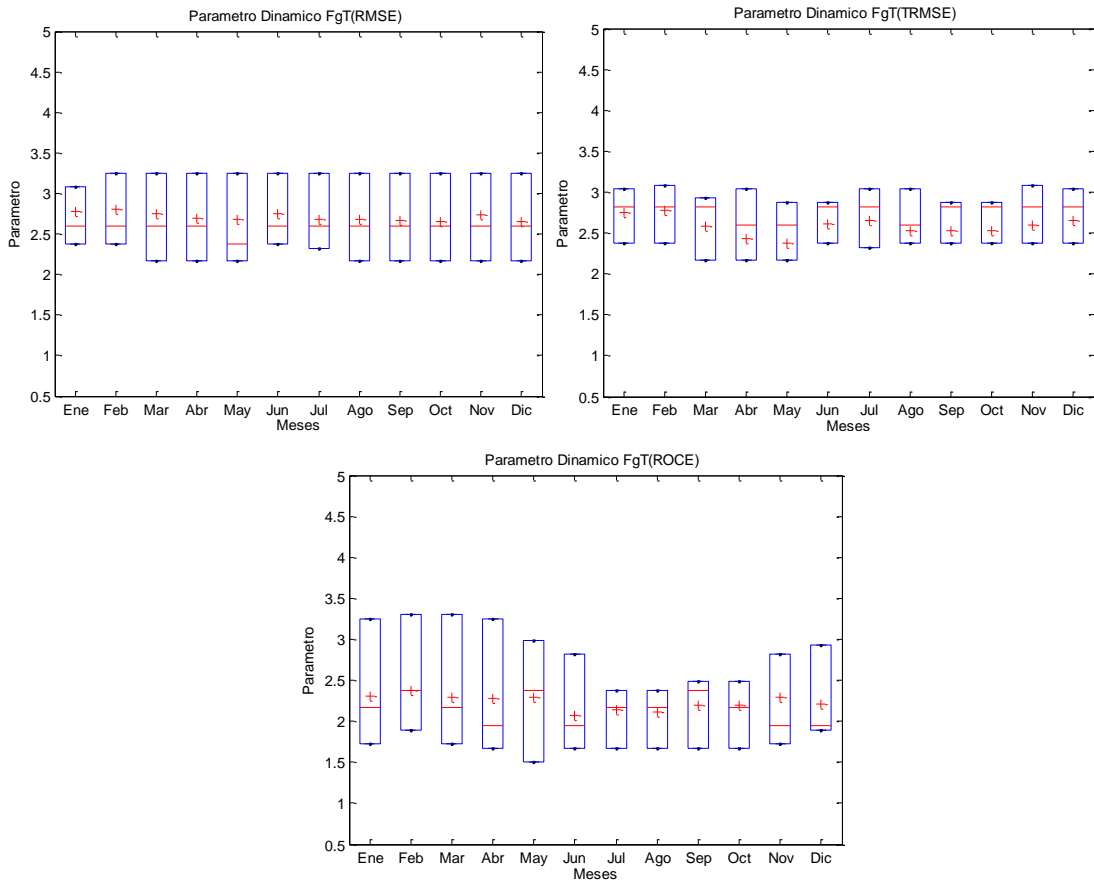 Parametro Dinamico FgT(RMSE)
5
4.5
4
3.5
3
2.5
2
1.5
1
0.5
Parametro
Ene Feb Mar Abr May Jun Jul Ago Sep Oct Nov Dic
Meses
Parametro Dinamico FgT(TRMSE)
5
4.5
4
3.5
3
2.5
2
1.5
1
0.5
Parametro
Ene Feb Mar Abr May Jun Jul Ago Sep Oct Nov Dic
Meses
Parametro Dinamico FgT(ROCE)
5
4.5
4
3.5
3
2.5
2
1.5
1
0.5
Parametro
Ene Feb Mar Abr May Jun Jul Ago Sep Oct Nov Dic
Meses